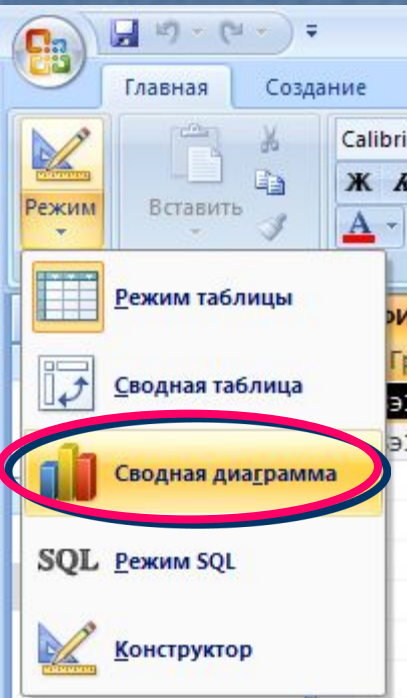 Главная Создание
Calibri
Ж К
Режим Вставить
А
Режим таблицы
Сводная таблица
Сводная диаграмма
SQL Режим SQL
Конструктор